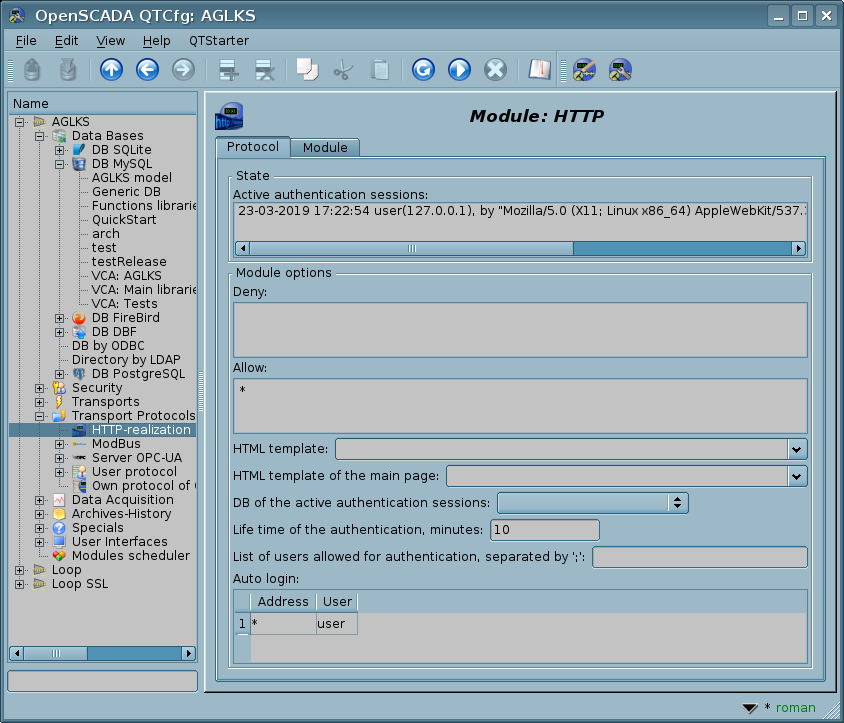 OpenSCADA QTCfg: AGLKS
File Edit View Help QTStarter
Name
AGLKS
Data Bases
DB SQLite
DB MySQL
AGLKS model
Generic DB
Functions librarie
QuickStart
arch
test
testRelease
VCA: AGLKS
VCA: Main librarie
VCA: Tests
DB FireBird
DB DBF
DB by ODBC
Directory by LDAP
DB PostgreSQL
Security
Transports
Transport Protocols
HTTP-realization
ModBus
Server OPC-UA
User protocol
Own protocol of
Data Acquisition
Archives-History
Specials
User Interfaces
Modules scheduler
Loop
Loop SSL
Module: HTTP
Protocol Module
State
Active authentication sessions:
23-03-2019 17:22:54 user(127.0.0.1), by "Mozilla/5.0 (X11; Linux x86_64) AppleWebKit/537.
Module options
Deny:
Allow:
*
HTML template:
HTML template of the main page:
DB of the active authentication sessions:
Life time of the authentication, minutes: 10
List of users allowed for authentication, separated by ';':
Auto login:
Address User
1 * user
* roman